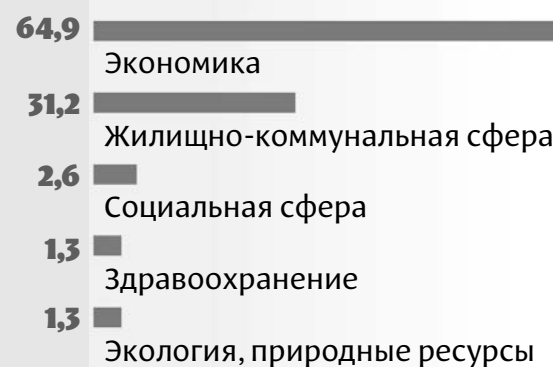 64,9
Экономика
31,2
Жилищно-коммунальная сфера
2,6
Социальная сфера
1,3
Здравоохранение
1,3
Экология, природные ресурсы